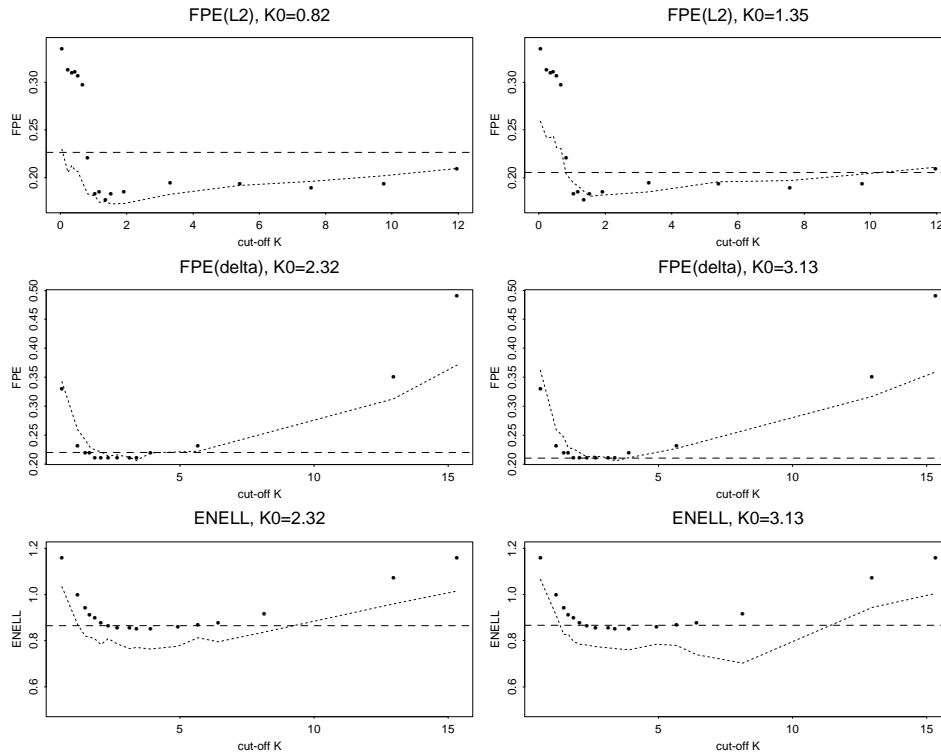 FPE(L2), K0=0.82
FPE
0.20 0.25 0.30
0 2 4 6 8 10 12
cut-off K
FPE(L2), K0=1.35
FPE
0.20 0.25 0.30
0 2 4 6 8 10 12
cut-off K
FPE(delta), K0=2.32
FPE
0.20 0.25 0.30 0.35 0.40 0.45 0.50
5 10 15
cut-off K
FPE(delta), K0=3.13
FPE
0.20 0.25 0.30 0.35 0.40 0.45 0.50
5 10 15
cut-off K
ENELL, K0=2.32
ENELL
0.6 0.8 1.0 1.2
5 10 15
cut-off K
ENELL, K0=3.13
ENELL
0.6 0.8 1.0 1.2
5 10 15
cut-off K